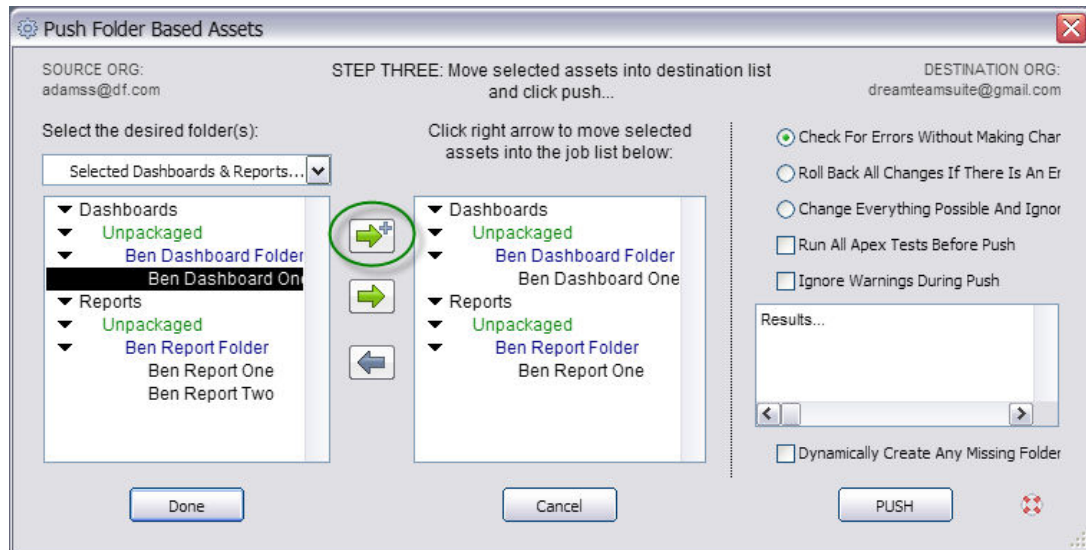 Push Folder Based Assets
SOURCE ORG:
adamss@df.com
STEP THREE: Move selected assets into destination list
and click push...
DESTINATION ORG:
dreamteamsuite@gmail.com
Select the desired folder(s):
Selected Dashboards & Reports...
Dashboards
Unpackaged
Ben Dashboard Folder
Ben Dashboard One
Reports
Unpackaged
Ben Report Folder
Ben Report One
Ben Report Two
Click right arrow to move selected
assets into the job list below:
Dashboards
Unpackaged
Ben Dashboard Folder
Ben Dashboard One
Reports
Unpackaged
Ben Report Folder
Ben Report One
Check For Errors Without Making Char
Roll Back All Changes If There Is An Er
Change Everything Possible And Ignor
Run All Apex Tests Before Push
Ignore Warnings During Push
Results...
Dynamically Create Any Missing Folder
Done
Cancel
PUSH